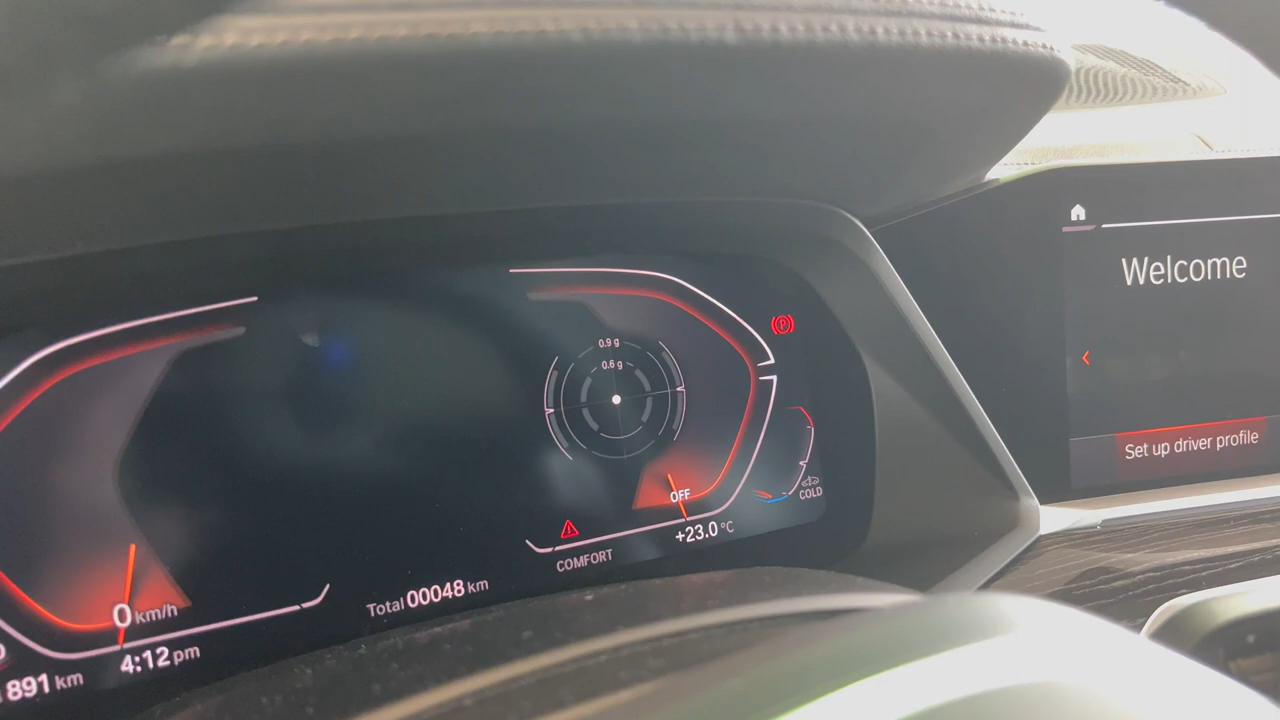 0.9 g
0.6 g
OFF
COLD
+23.0 °C
COMFORT
Total 00048 km
0 km/h
4:12 pm
891 km
Welcome
Set up driver profile
P